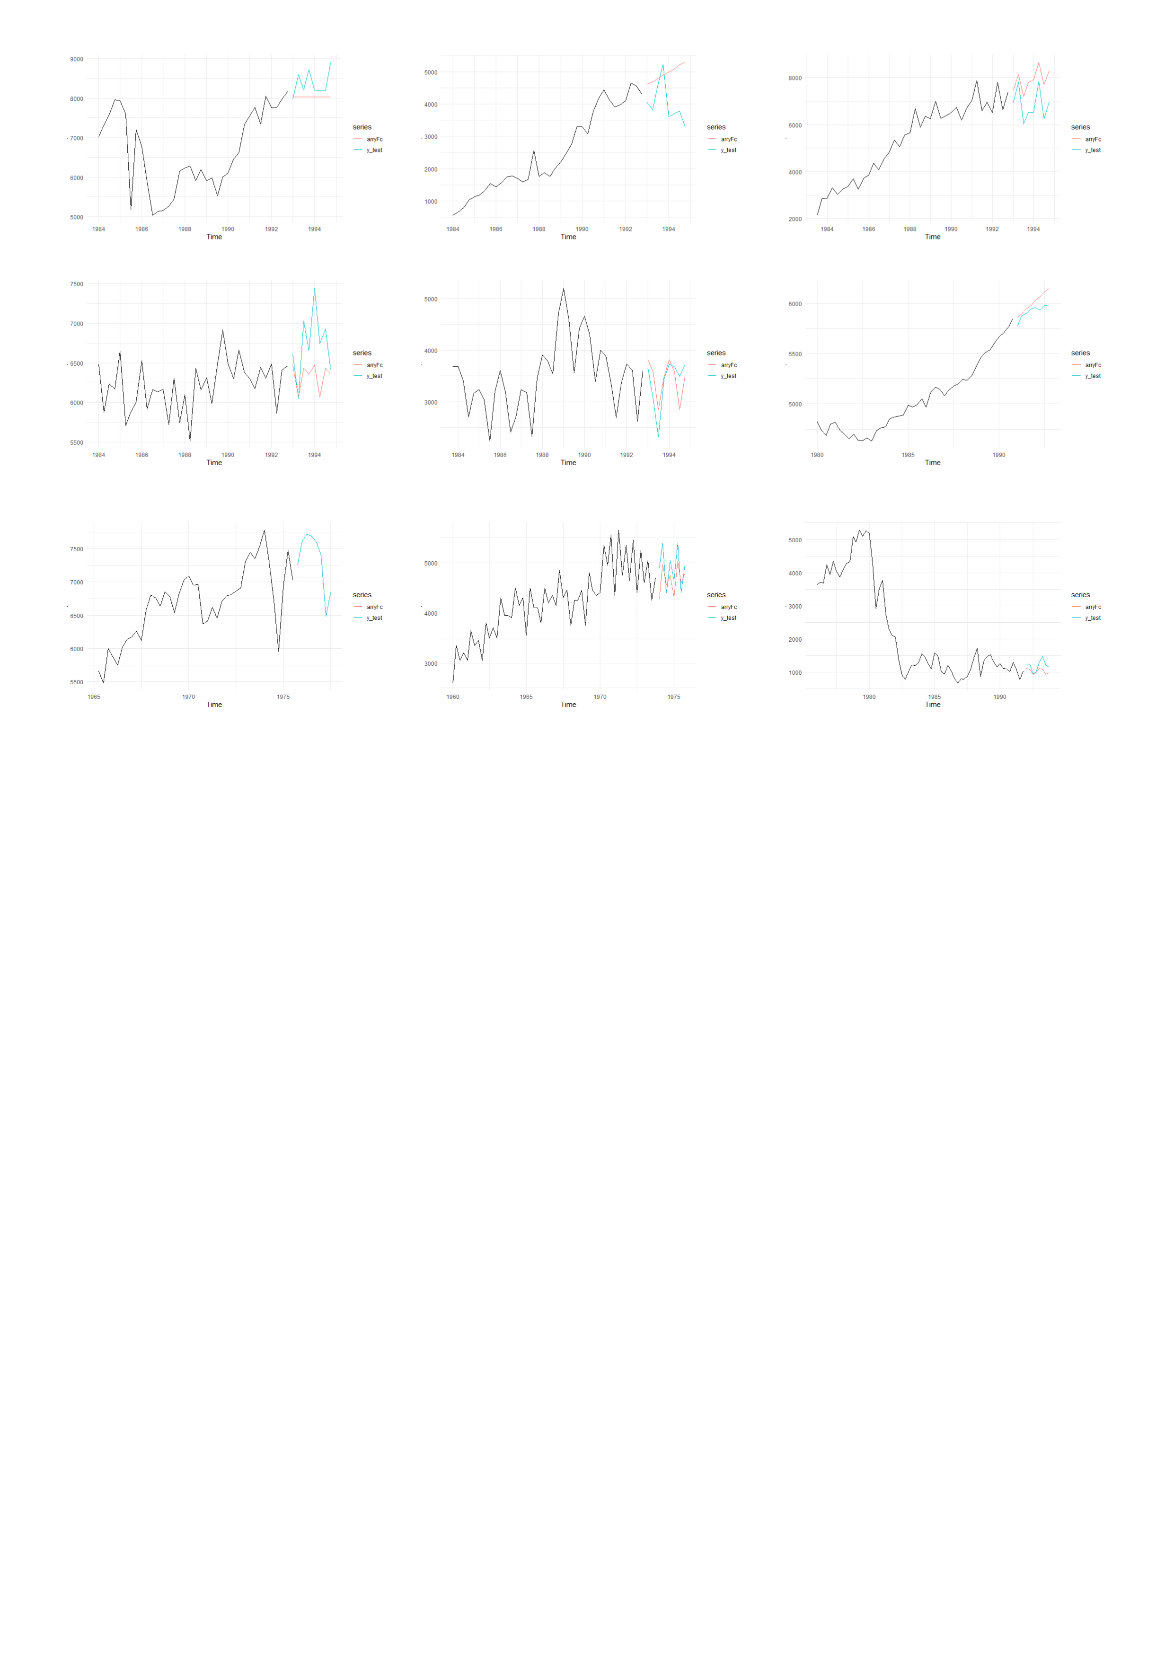 9000
8000
7000
6000
5000
1984 1986 1988 1990 1992 1994
Time
series
arryFc
y_test
5000
4000
3000
2000
1000
1984 1986 1988 1990 1992 1994
Time
series
arryFc
y_test
8000
6000
4000
2000
1984 1986 1988 1990 1992 1994
Time
series
arryFc
y_test
7500
7000
6500
6000
5500
1984 1986 1988 1990 1992 1994
Time
series
arryFc
y_test
5000
4000
3000
1984 1986 1988 1990 1992 1994
Time
series
arryFc
y_test
6000
5500
5000
1980 1985 1990
Time
series
arryFc
y_test
7500
7000
6500
6000
5500
1965 1970 1975
Time
series
arryFc
y_test
5000
4000
3000
1960 1965 1970 1975
Time
series
arryFc
y_test
5000
4000
3000
2000
1000
1980 1985 1990
Time
series
arryFc
y_test